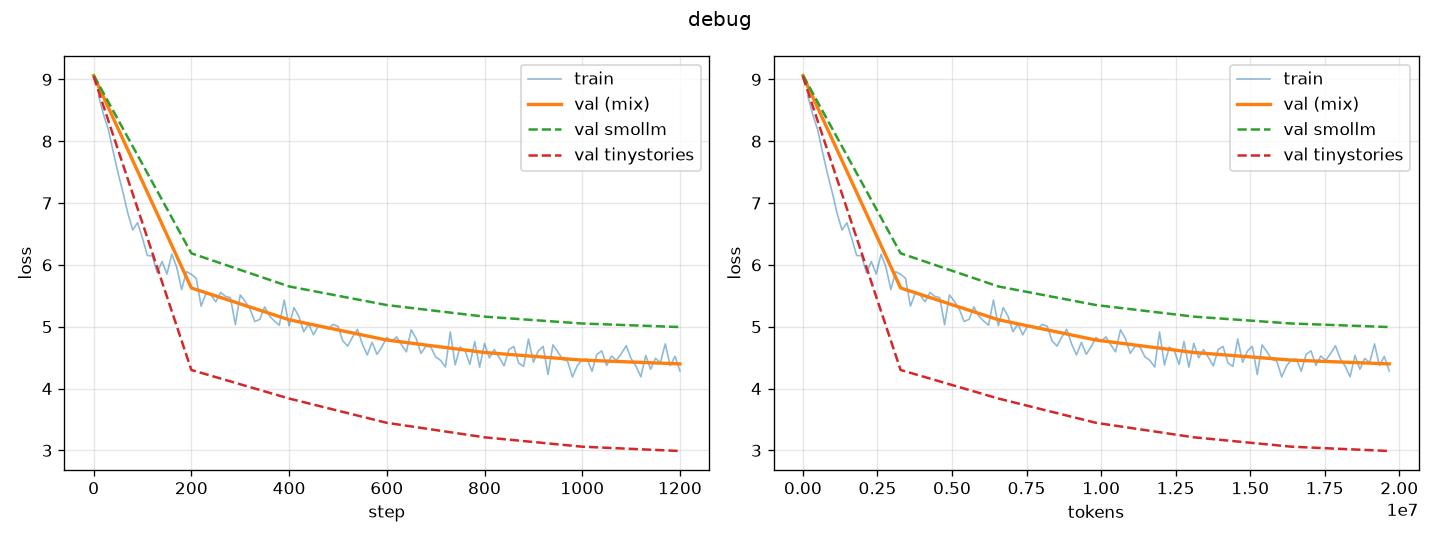 debug
train
val (mix)
val smollm
val tinystories
9
8
7
6
5
4
3
loss
0 200 400 600 800 1000 1200
step
train
val (mix)
val smollm
val tinystories
9
8
7
6
5
4
3
loss
0.00 0.25 0.50 0.75 1.00 1.25 1.50 1.75 2.00
1e7
tokens